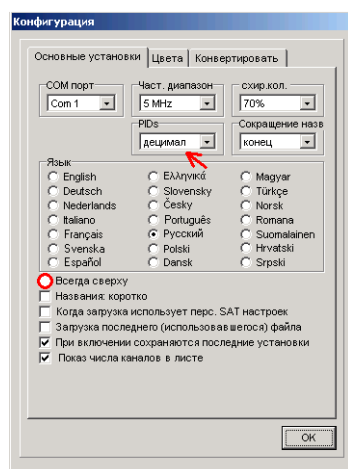 Конфигурация
Основные установки Цвета Конвертировать
COM порт Част. диапазон схир.кол.
Com 1 5 MHz 70%
PIDs Сокращение назв
децимал конец
Язык
English Ελληνικά Magyar
Deutsch Slovensky Türkçe
Nederlands Česky Norsk
Italiano Português Romana
Français Русский Suomalainen
Svenska Polski Hrvatski
Español Dansk Srpski
Всегда сверху
Названия: коротко
Когда загрузка использует перс. SAT настроек
Загрузка последнего (использовавшегося) файла
При включении сохраняются последние установки
Показ числа каналов в листе
OK